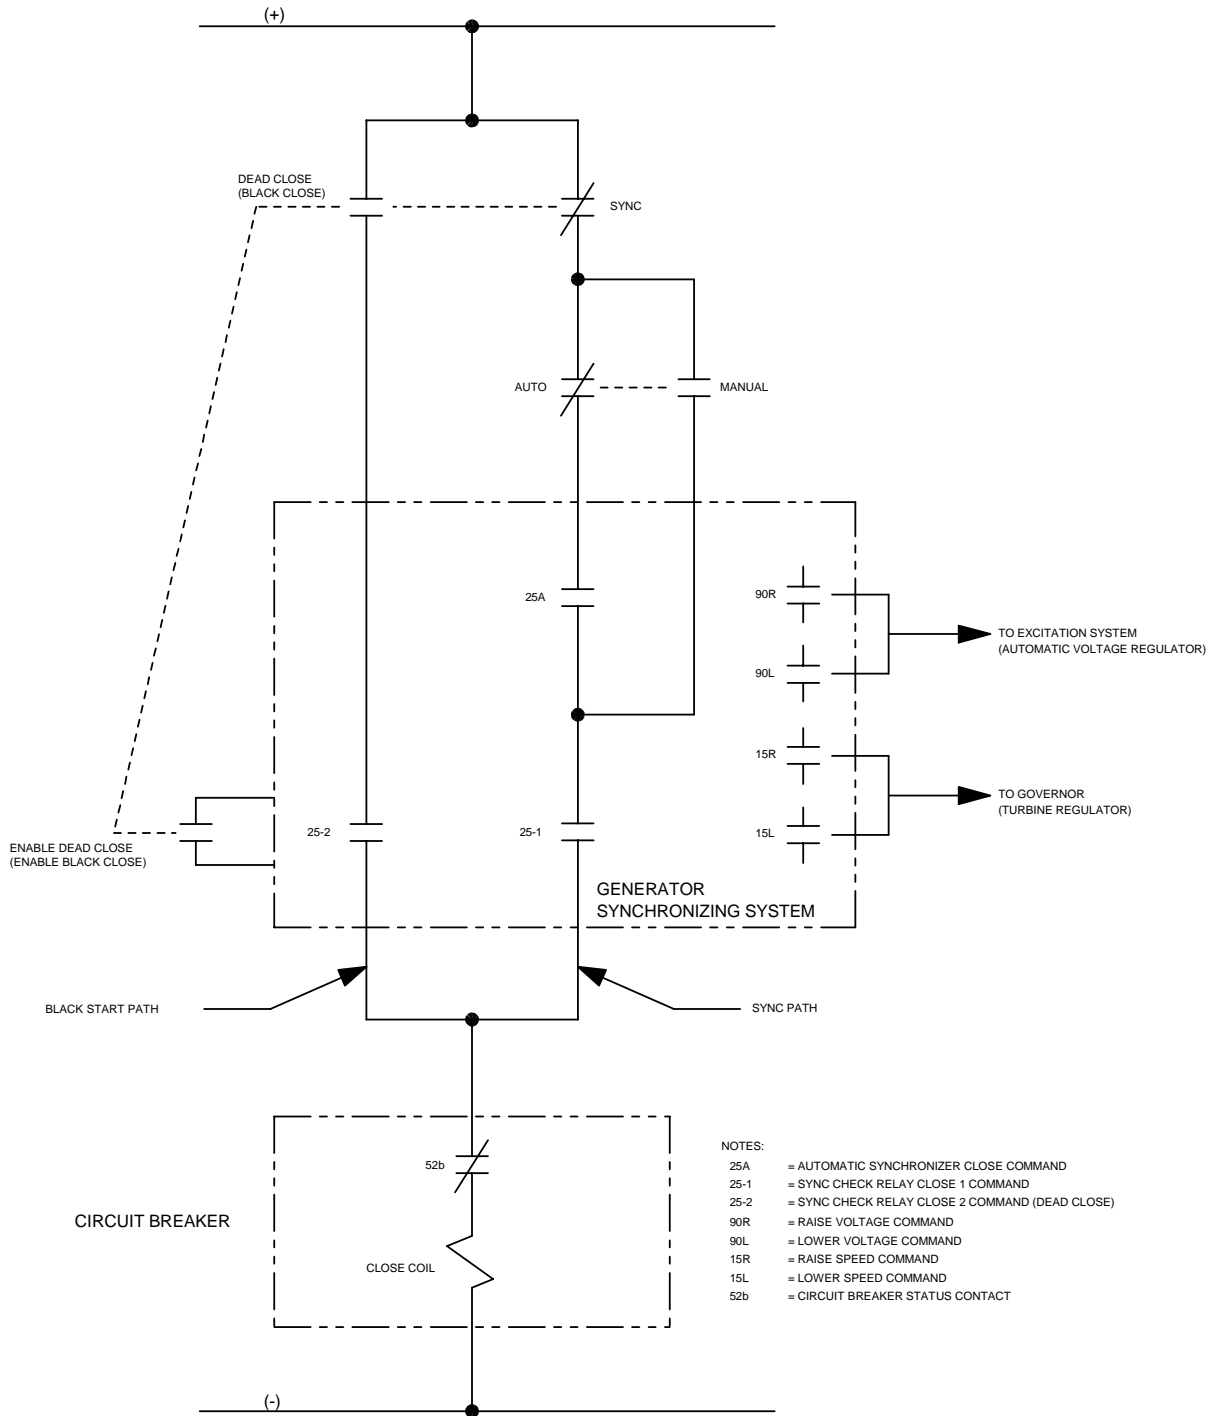 (+)
DEAD CLOSE
(BLACK CLOSE)
SYNC
AUTO
MANUAL
25A
90R
TO EXCITATION SYSTEM
(AUTOMATIC VOLTAGE REGULATOR)
90L
15R
TO GOVERNOR
(TURBINE REGULATOR)
15L
25-2
25-1
ENABLE DEAD CLOSE
(ENABLE BLACK CLOSE)
GENERATOR
SYNCHRONIZING SYSTEM
BLACK START PATH
SYNC PATH
52b
CIRCUIT BREAKER
CLOSE COIL
NOTES:
25A = AUTOMATIC SYNCHRONIZER CLOSE COMMAND
25-1 = SYNC CHECK RELAY CLOSE 1 COMMAND
25-2 = SYNC CHECK RELAY CLOSE 2 COMMAND (DEAD CLOSE)
90R = RAISE VOLTAGE COMMAND
90L = LOWER VOLTAGE COMMAND
15R = RAISE SPEED COMMAND
15L = LOWER SPEED COMMAND
52b = CIRCUIT BREAKER STATUS CONTACT
(-)